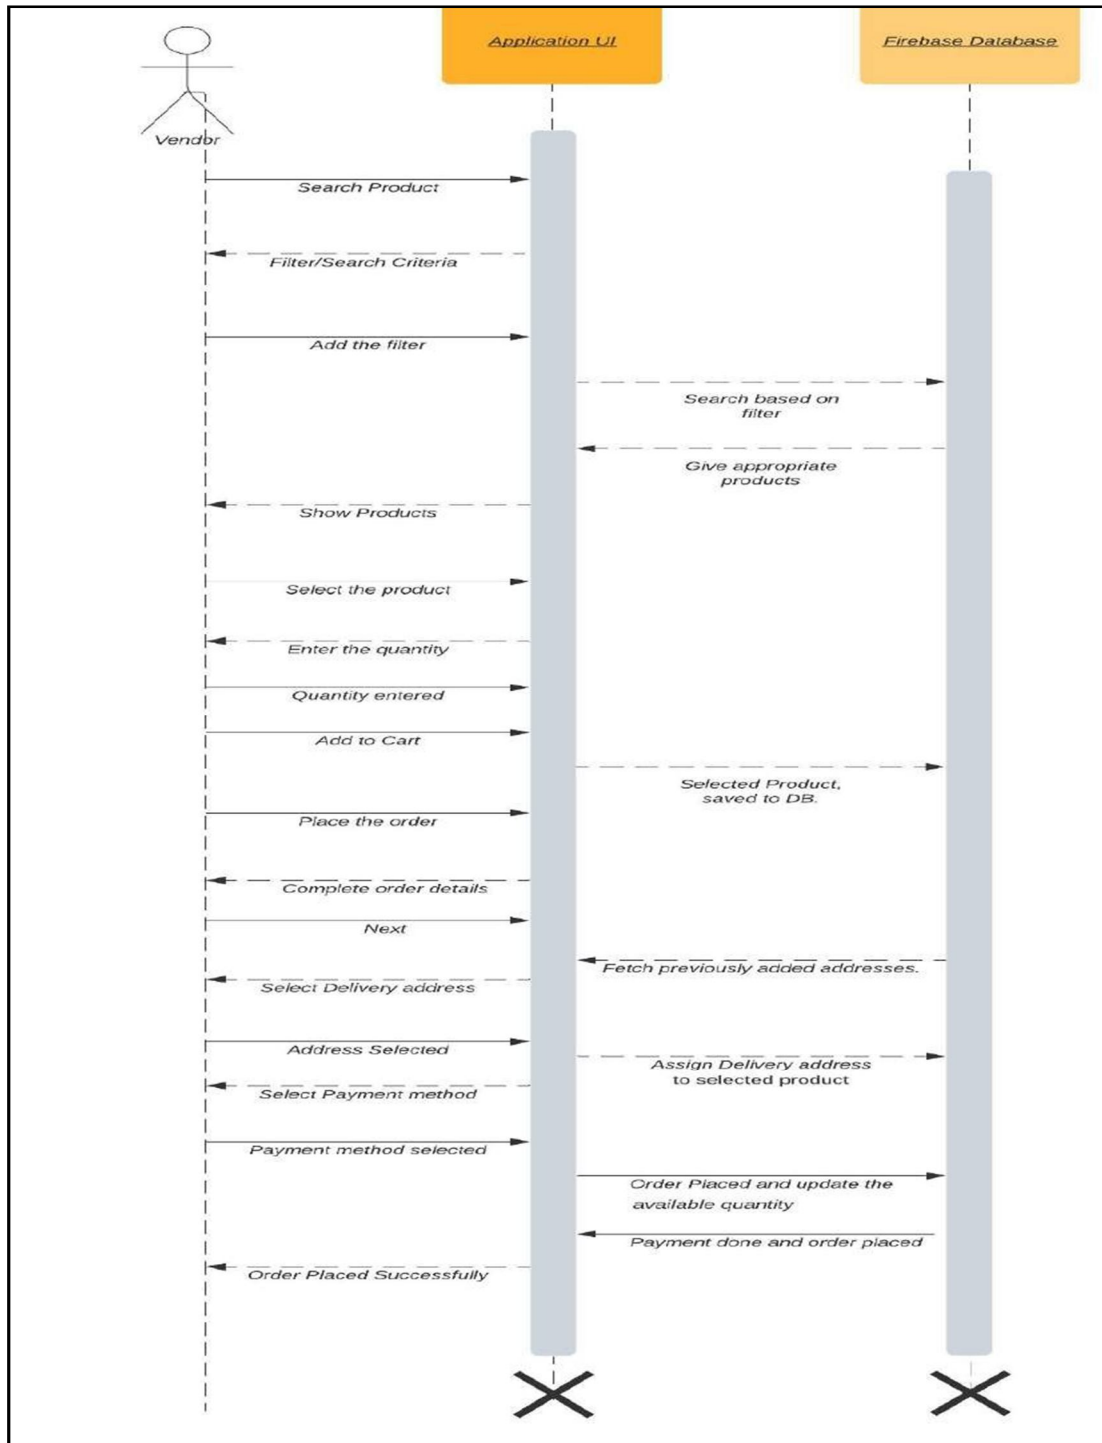 Application UI
Firebase Database
Vendor
Search Product
Filter/Search Criteria
Add the filter
Search based on
filter
Give appropriate
products
Show Products
Select the product
Enter the quantity
Quantity entered
Add to Cart
Selected Product,
saved to DB.
Place the order
Complete order details
Next
Fetch previously added addresses.
Select Delivery address
Address Selected
Assign Delivery address
to selected product
Select Payment method
Payment method selected
Order Placed and update the
available quantity
Payment done and order placed
Order Placed Successfully